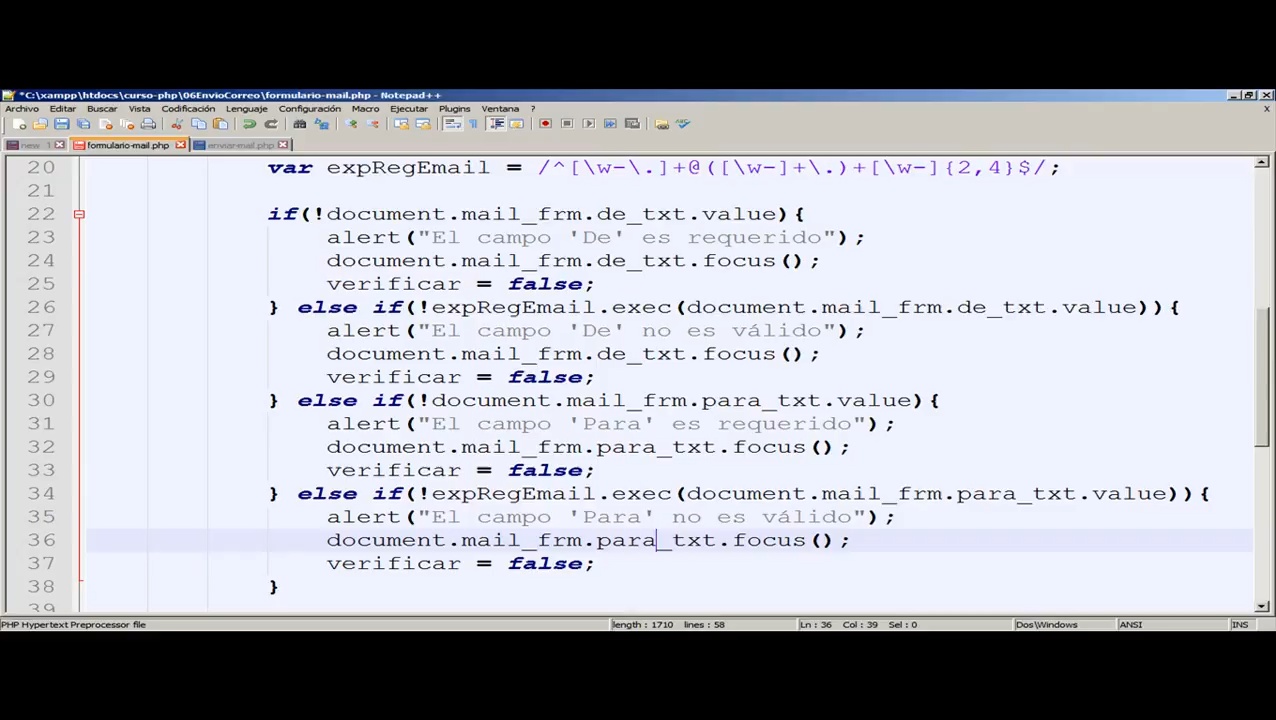 *C:\xampp\htdocs\curso-php\06EnvioCorreo\formulario-mail.php - Notepad++
Archivo Editar Buscar Vista Codificación Lenguaje Configuración Macro Ejecutar Plugins Ventana ? X
new 1 formulario-mail.php enviar-mail.php
20 var expRegEmail = /^[\w-\.]+@([\w-]+\.)+[\w-]{2,4}$/;
21
22 if(!document.mail_frm.de_txt.value){
23 alert("El campo 'De' es requerido");
24 document.mail_frm.de_txt.focus();
25 verificar = false;
26 } else if(!expRegEmail.exec(document.mail_frm.de_txt.value)){
27 alert("El campo 'De' no es válido");
28 document.mail_frm.de_txt.focus();
29 verificar = false;
30 } else if(!document.mail_frm.para_txt.value){
31 alert("El campo 'Para' es requerido");
32 document.mail_frm.para_txt.focus();
33 verificar = false;
34 } else if(!expRegEmail.exec(document.mail_frm.para_txt.value)){
35 alert("El campo 'Para' no es válido");
36 document.mail_frm.para_txt.focus();
37 verificar = false;
38 }
39
PHP Hypertext Preprocessor file length : 1710 lines : 58 Ln : 36 Col : 39 Sel : 0 Dos\Windows ANSI INS